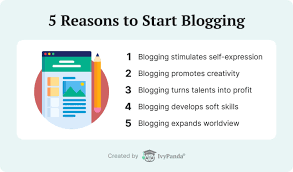 5 Reasons to Start Blogging
1 Blogging stimulates self-expression
2 Blogging promotes creativity
3 Blogging turns talents into profit
4 Blogging develops soft skills
5 Blogging expands worldview
Created by IvyPanda®